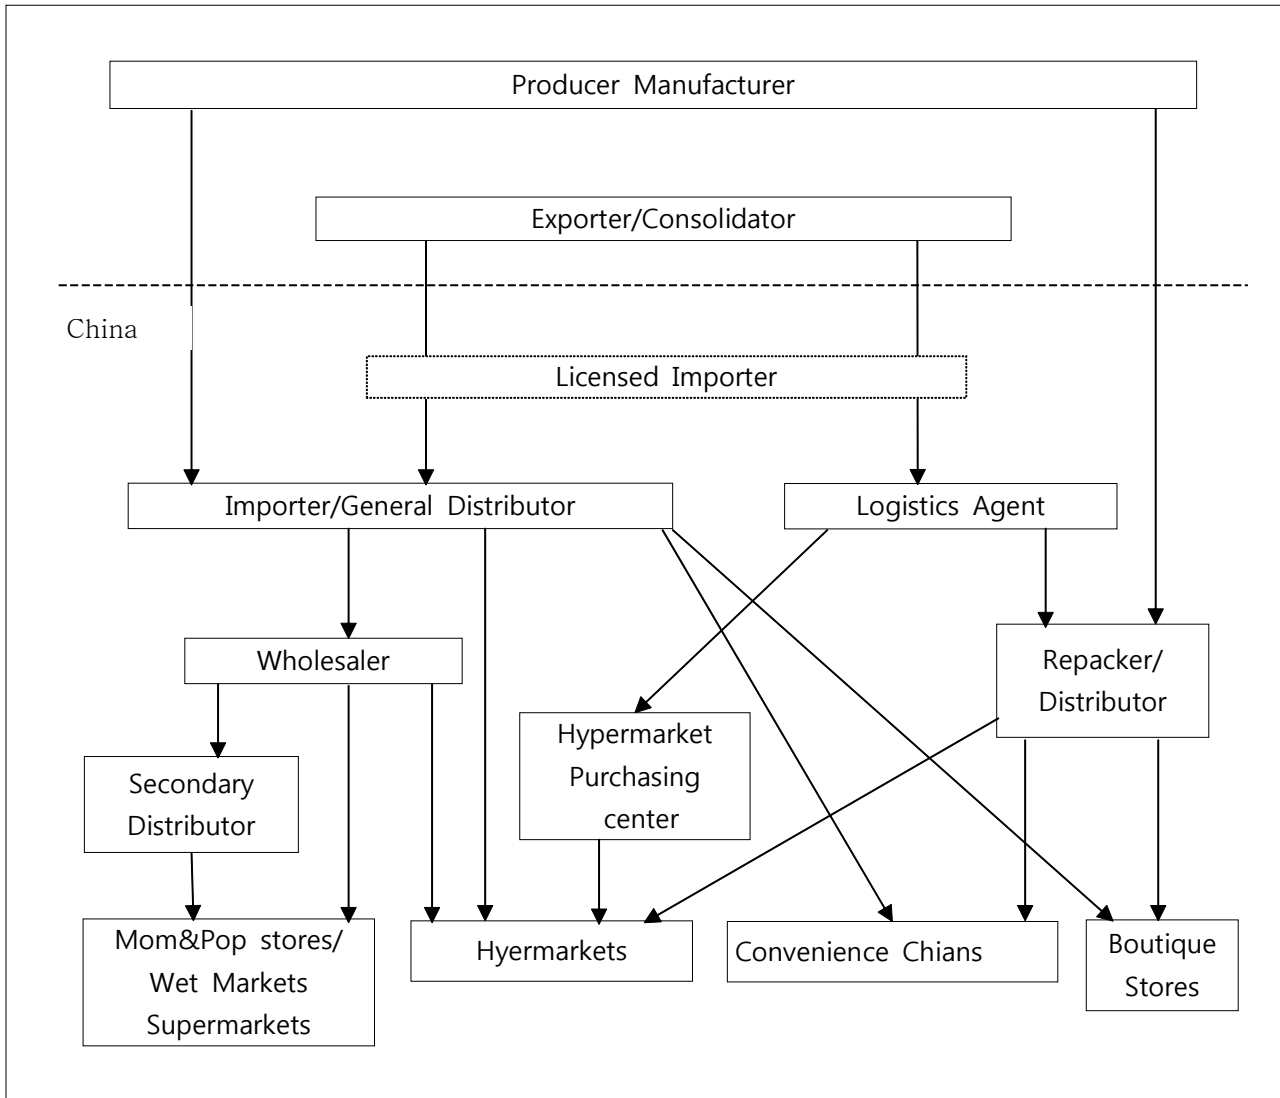 Producer Manufacturer
Exporter/Consolidator
China
Licensed Importer
Importer/General Distributor
Logistics Agent
Wholesaler
Repacker/
Distributor
Hypermarket
Purchasing
center
Secondary
Distributor
Mom&Pop stores/
Wet Markets
Supermarkets
Hyermarkets
Convenience Chians
Boutique
Stores